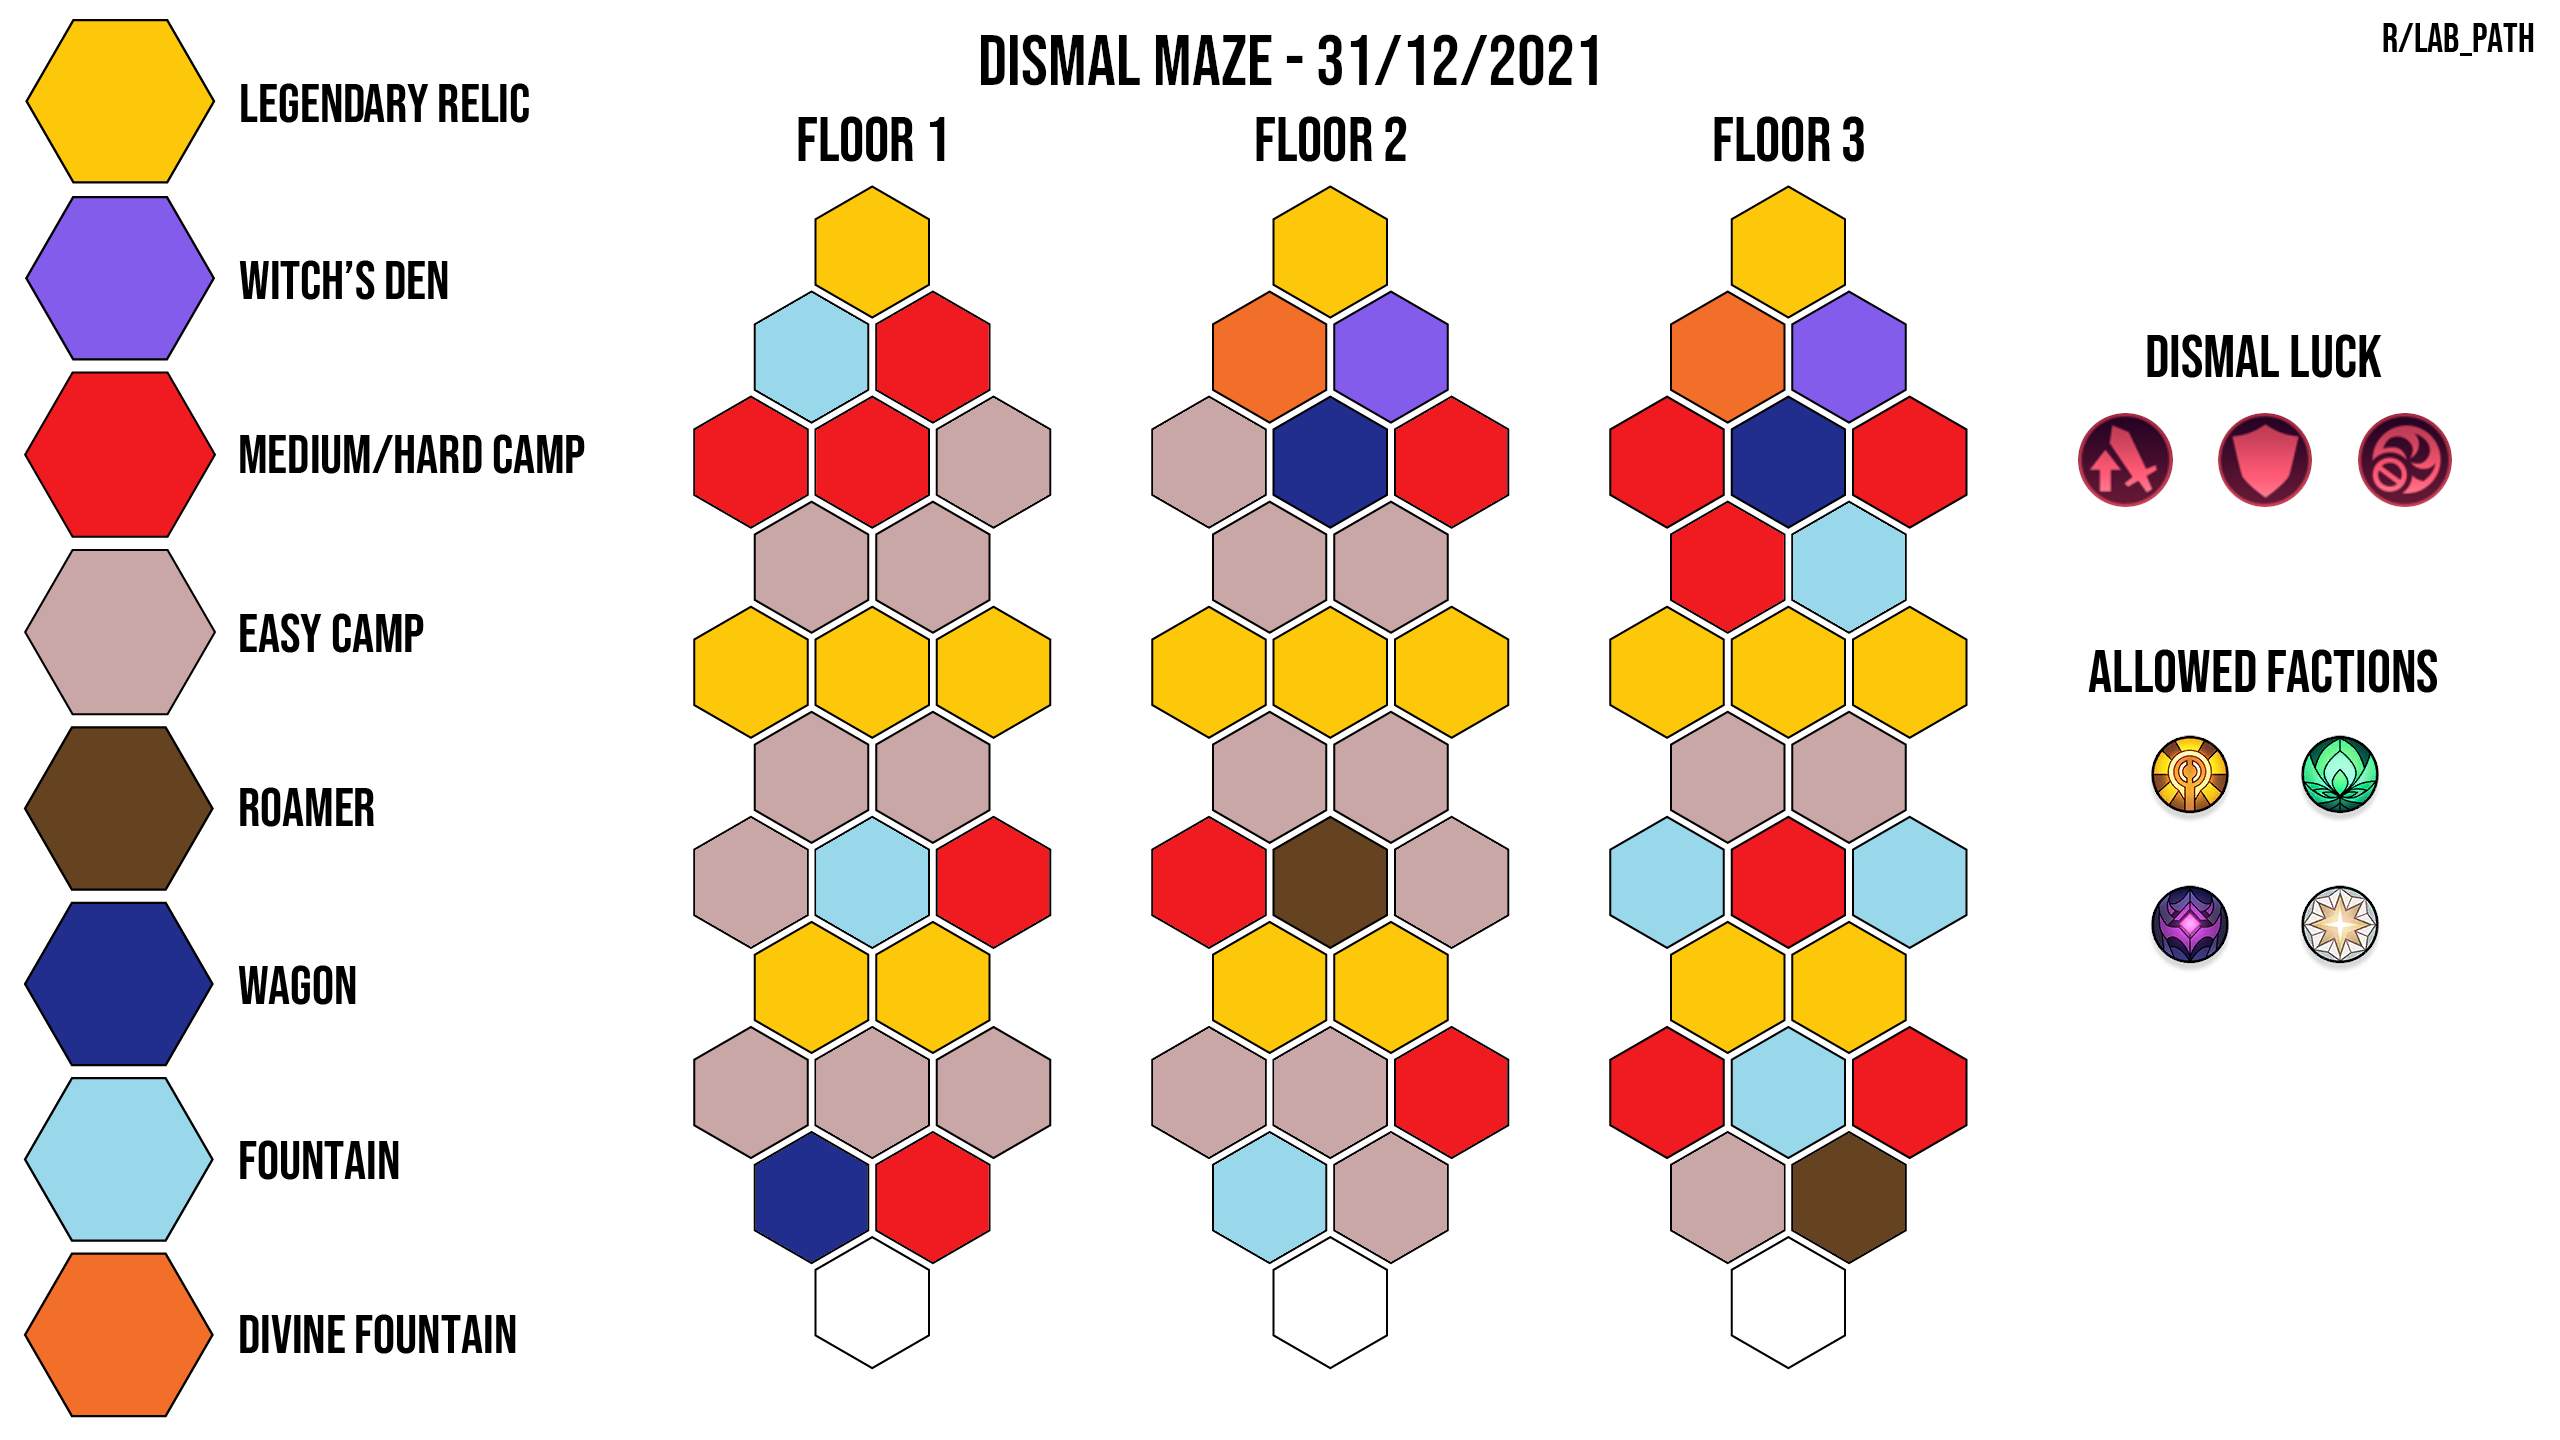 DISMAL MAZE - 31/12/2021
R/LAB_PATH
LEGENDARY RELIC
WITCH'S DEN
MEDIUM/HARD CAMP
EASY CAMP
ROAMER
WAGON
FOUNTAIN
DIVINE FOUNTAIN
FLOOR 1
FLOOR 2
FLOOR 3
DISMAL LUCK
ALLOWED FACTIONS